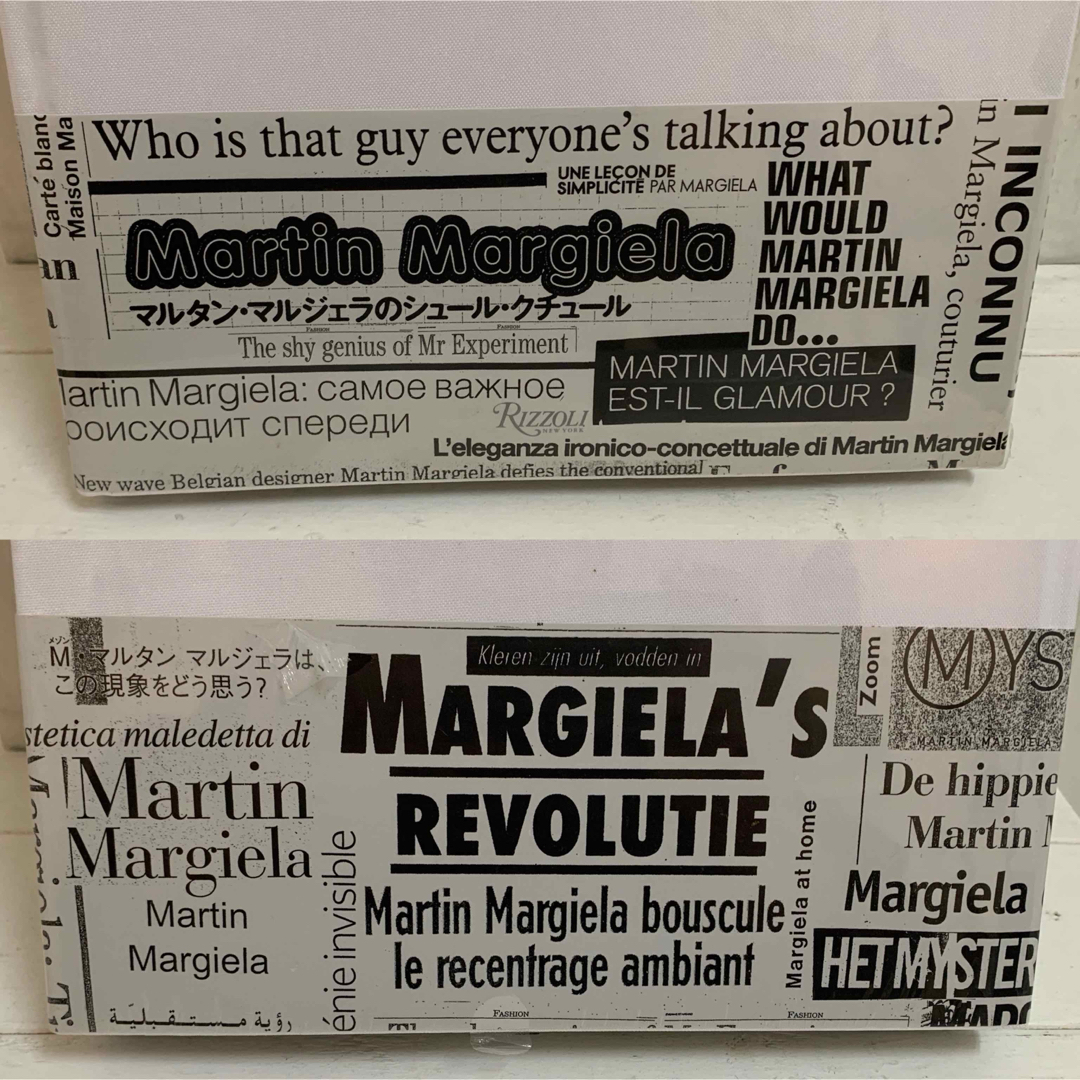 Carté blanc
Maison Ma
Who is that guy everyone's talking about?
UNE LEÇON DE
SIMPLICITÉ PAR MARGIELA
WHAT
WOULD
MARTIN
MARGIELA
DO...
Martin Margiela
マルタン・マルジェラのシュール・クチュール
FASHION
FASHION
The shy genius of Mr Experiment
MARTIN MARGIELA
EST-IL GLAMOUR ?
artin Margiela: самое важное
роисходит спереди
RIZZOLI
NEW YORK
L'eleganza ironico-concettuale di Martin Margiela
New wave Belgian designer Martin Margiela defies the conventional
in Margiela, couturier
INCONNU
メゾン
M・マルタン マルジェラは、
この現象をどう思う?
stetica maledetta di
Martin
Margiela
Martin
Margiela
رؤية مستقبلية
énie invisible
Kleren zijn uit, vodden in
MARGIELA'S
REVOLUTIE
Martin Margiela bouscule
le recentrage ambiant
FASHION
FASHION
Margiela at home
Zoom
(M)YS
MARTIN MARGIELA
De hippie
Martin
Margiela
HET MYSTER